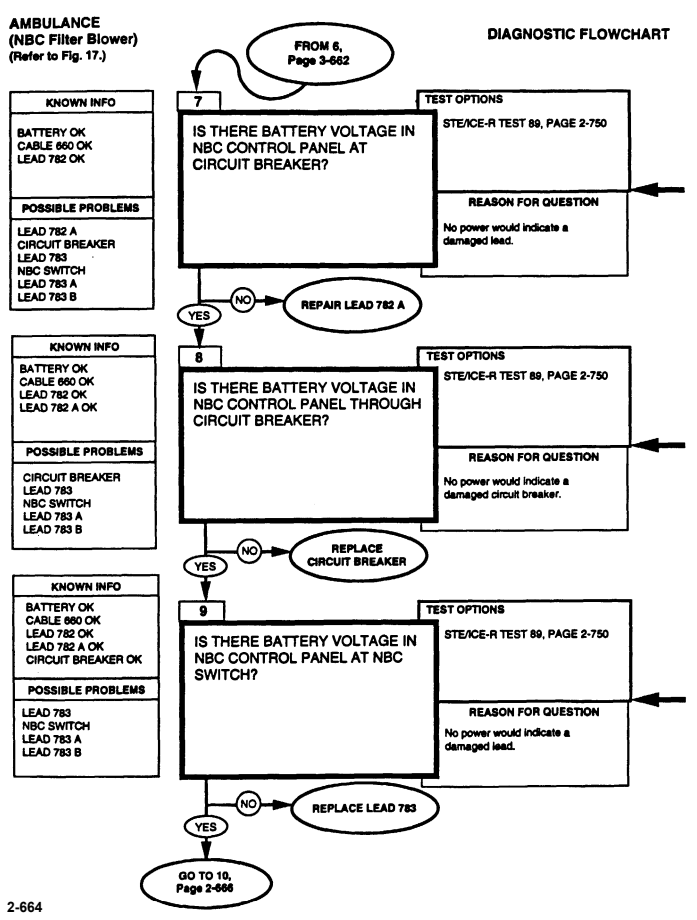 AMBULANCE
(NBC Filter Blower)
(Refer to Fig. 17.)
DIAGNOSTIC FLOWCHART
FROM 6,
Page 3-662
KNOWN INFO
BATTERY OK
CABLE 660 OK
LEAD 782 OK
POSSIBLE PROBLEMS
LEAD 782 A
CIRCUIT BREAKER
LEAD 783
NBC SWITCH
LEAD 783 A
LEAD 783 B
7
IS THERE BATTERY VOLTAGE IN
NBC CONTROL PANEL AT
CIRCUIT BREAKER?
TEST OPTIONS
STE/ICE-R TEST 89, PAGE 2-750
REASON FOR QUESTION
No power would indicate a
damaged lead.
NO
REPAIR LEAD 782 A
YES
KNOWN INFO
BATTERY OK
CABLE 660 OK
LEAD 782 OK
LEAD 782 A OK
POSSIBLE PROBLEMS
CIRCUIT BREAKER
LEAD 783
NBC SWITCH
LEAD 783 A
LEAD 783 B
8
IS THERE BATTERY VOLTAGE IN
NBC CONTROL PANEL THROUGH
CIRCUIT BREAKER?
TEST OPTIONS
STE/ICE-R TEST 89, PAGE 2-750
REASON FOR QUESTION
No power would indicate a
damaged circuit breaker.
NO
REPLACE
CIRCUIT BREAKER
YES
KNOWN INFO
BATTERY OK
CABLE 660 OK
LEAD 782 OK
LEAD 782 A OK
CIRCUIT BREAKER OK
POSSIBLE PROBLEMS
LEAD 783
NBC SWITCH
LEAD 783 A
LEAD 783 B
9
IS THERE BATTERY VOLTAGE IN
NBC CONTROL PANEL AT NBC
SWITCH?
TEST OPTIONS
STE/ICE-R TEST 89, PAGE 2-750
REASON FOR QUESTION
No power would indicate a
damaged lead.
NO
REPLACE LEAD 783
YES
GO TO 10,
Page 2-666
2-664